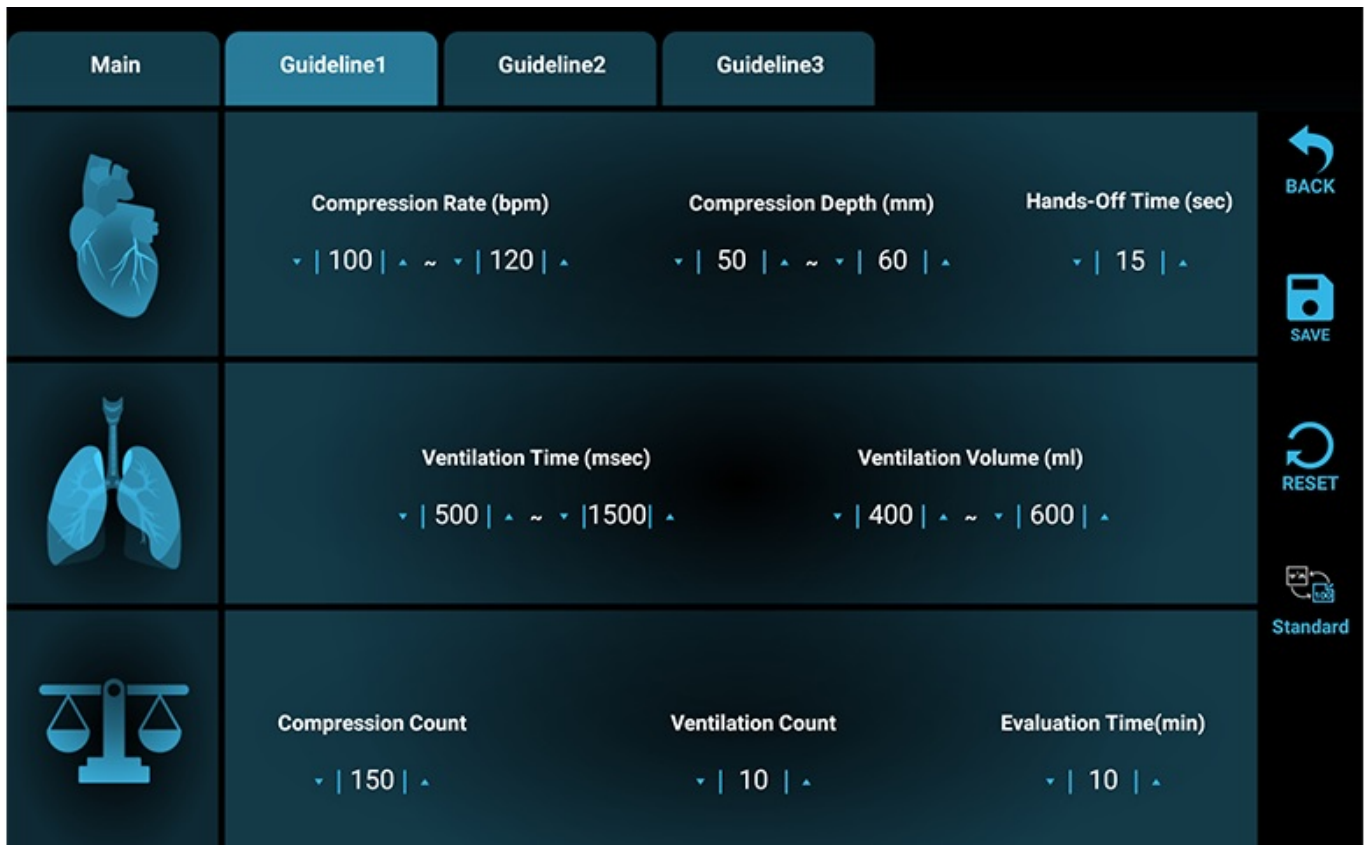 Main Guideline1 Guideline2 Guideline3
BACK
Compression Rate (bpm) Compression Depth (mm) Hands-Off Time (sec)
| 100 | ~ | 120 | | 50 | ~ | 60 | | 15 |
SAVE
Ventilation Time (msec) Ventilation Volume (ml)
| 500 | ~ |1500| | 400 | ~ | 600 |
RESET
Standard
Compression Count Ventilation Count Evaluation Time(min)
| 150 | | 10 | | 10 |